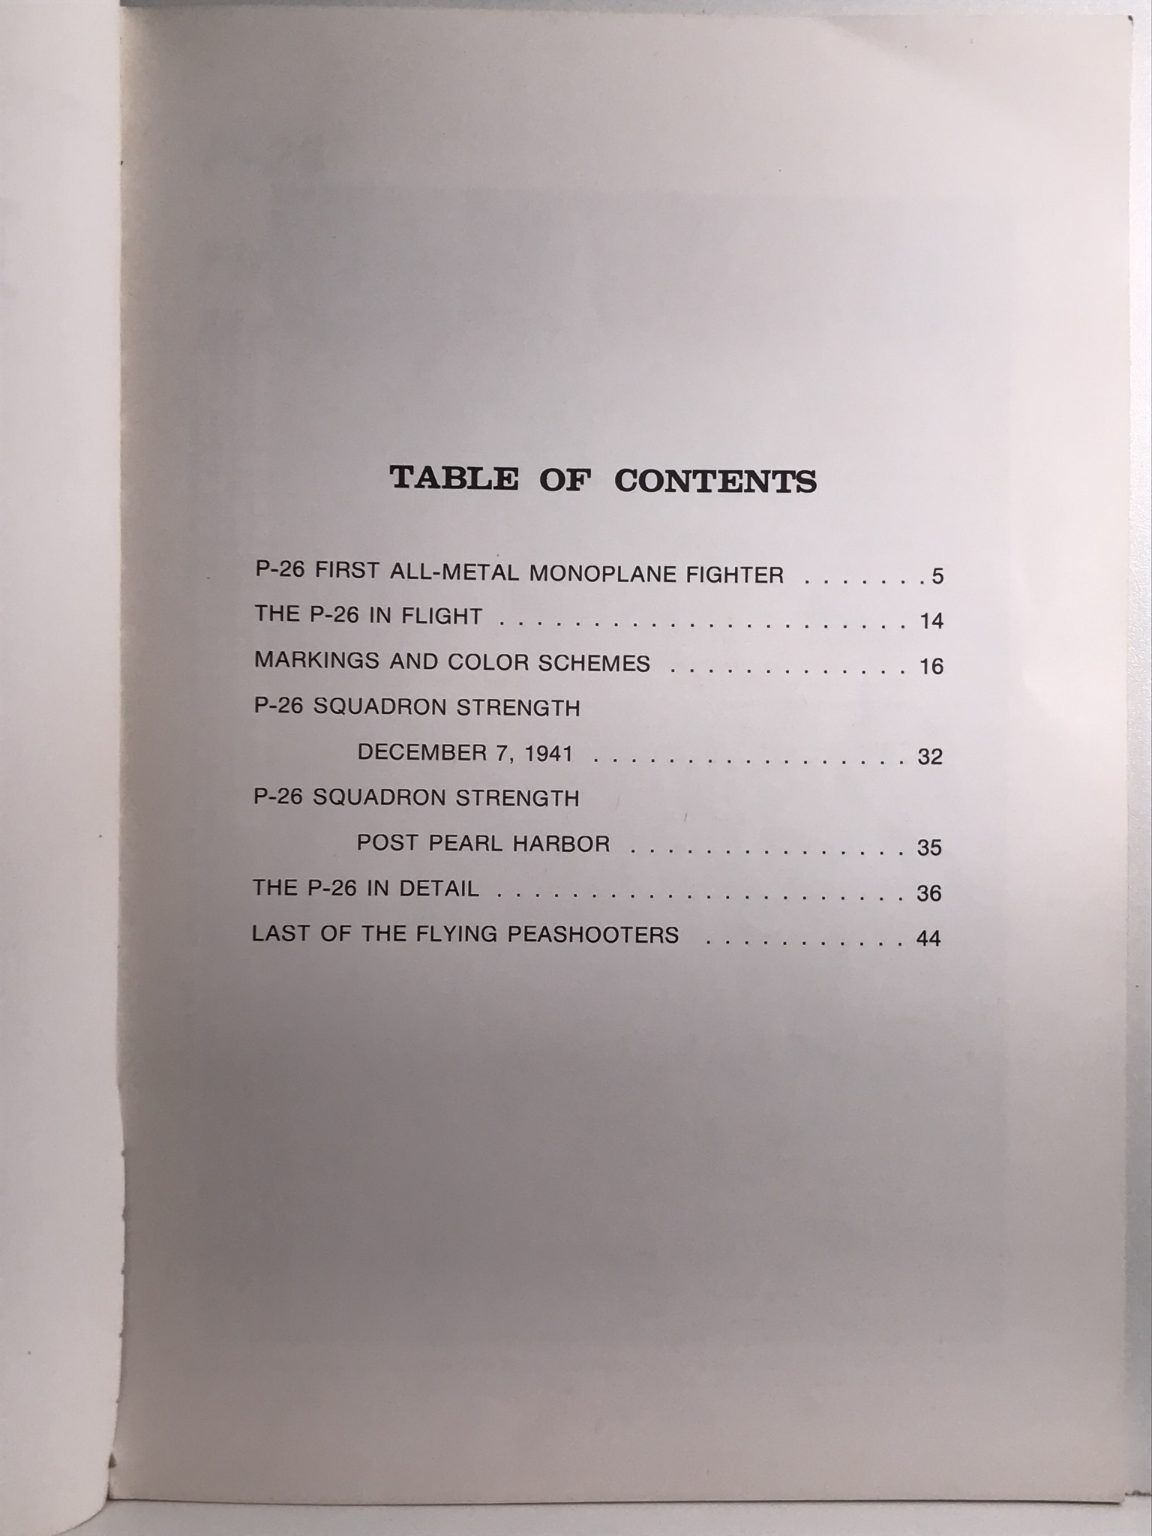 TABLE OF CONTENTS
P-26 FIRST ALL-METAL MONOPLANE FIGHTER . . . . . . . 5
THE P-26 IN FLIGHT . . . . . . . . . . . . . . . . . . . . . . 14
MARKINGS AND COLOR SCHEMES . . . . . . . . . . . . . 16
P-26 SQUADRON STRENGTH
DECEMBER 7, 1941 . . . . . . . . . . . . . . . . . 32
P-26 SQUADRON STRENGTH
POST PEARL HARBOR . . . . . . . . . . . . . . . 35
THE P-26 IN DETAIL . . . . . . . . . . . . . . . . . . . . . . 36
LAST OF THE FLYING PEASHOOTERS . . . . . . . . . . . 44